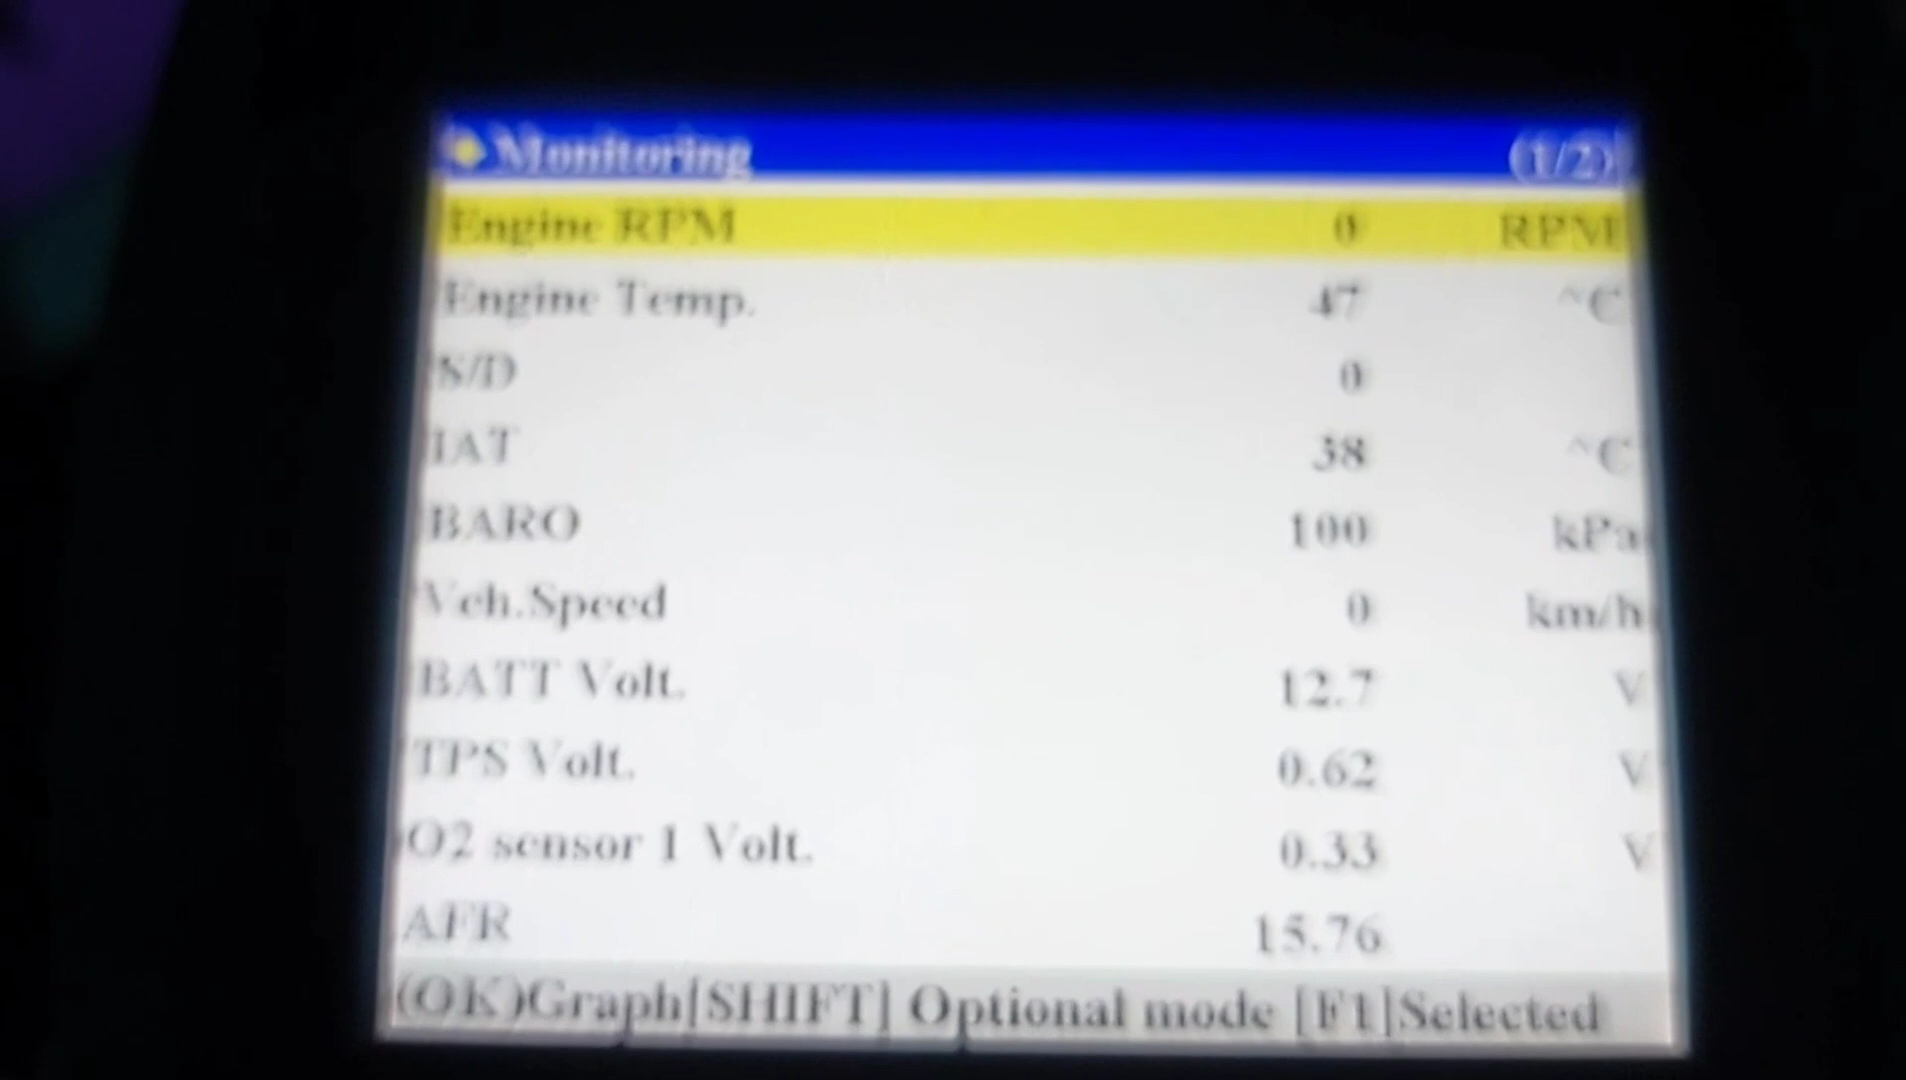 Monitoring (1/2)
Engine RPM 0 RPM
Engine Temp. 47 ^C
S/D 0
IAT 38 ^C
BARO 100 kPa
Veh.Speed 0 km/h
BATT Volt. 12.7 V
TPS Volt. 0.62 V
O2 sensor 1 Volt. 0.33 V
AFR 15.76
(OK)Graph[SHIFT] Optional mode [F1]Selected